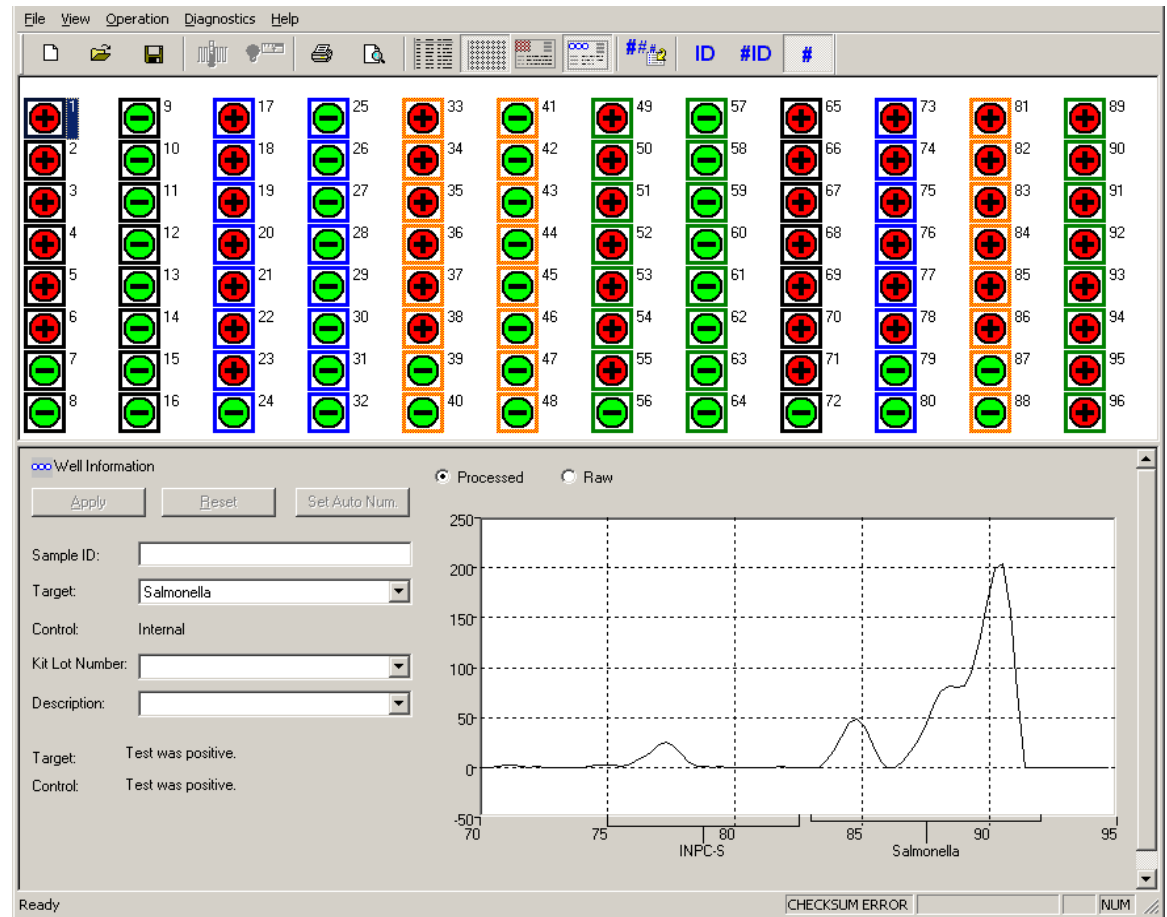 File View Operation Diagnostics Help
###2 ID #ID #
1 9 17 25 33 41 49 57 65 73 81 89
2 10 18 26 34 42 50 58 66 74 82 90
3 11 19 27 35 43 51 59 67 75 83 91
4 12 20 28 36 44 52 60 68 76 84 92
5 13 21 29 37 45 53 61 69 77 85 93
6 14 22 30 38 46 54 62 70 78 86 94
7 15 23 31 39 47 55 63 71 79 87 95
8 16 24 32 40 48 56 64 72 80 88 96
Well Information
Processed Raw
Apply Reset Set Auto Num.
Sample ID:
Target: Salmonella
Control: Internal
Kit Lot Number:
Description:
Target: Test was positive.
Control: Test was positive.
250
200
150
100
50
0
-50
70 75 80 85 90 95
INPC-S Salmonella
Ready CHECKSUM ERROR NUM